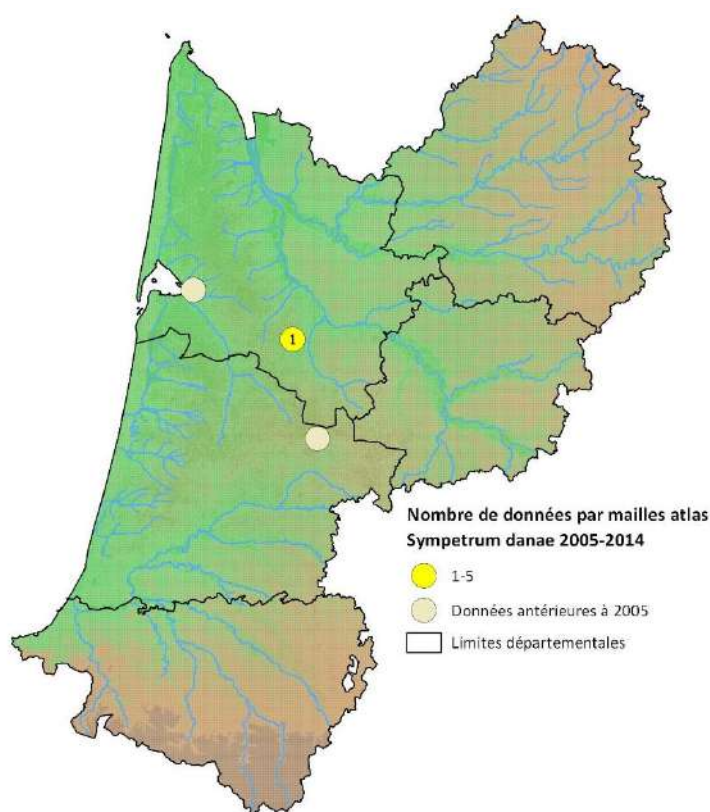 1
Nombre de données par mailles atlas
Sympetrum danae 2005-2014
1-5
Données antérieures à 2005
Limites départementales